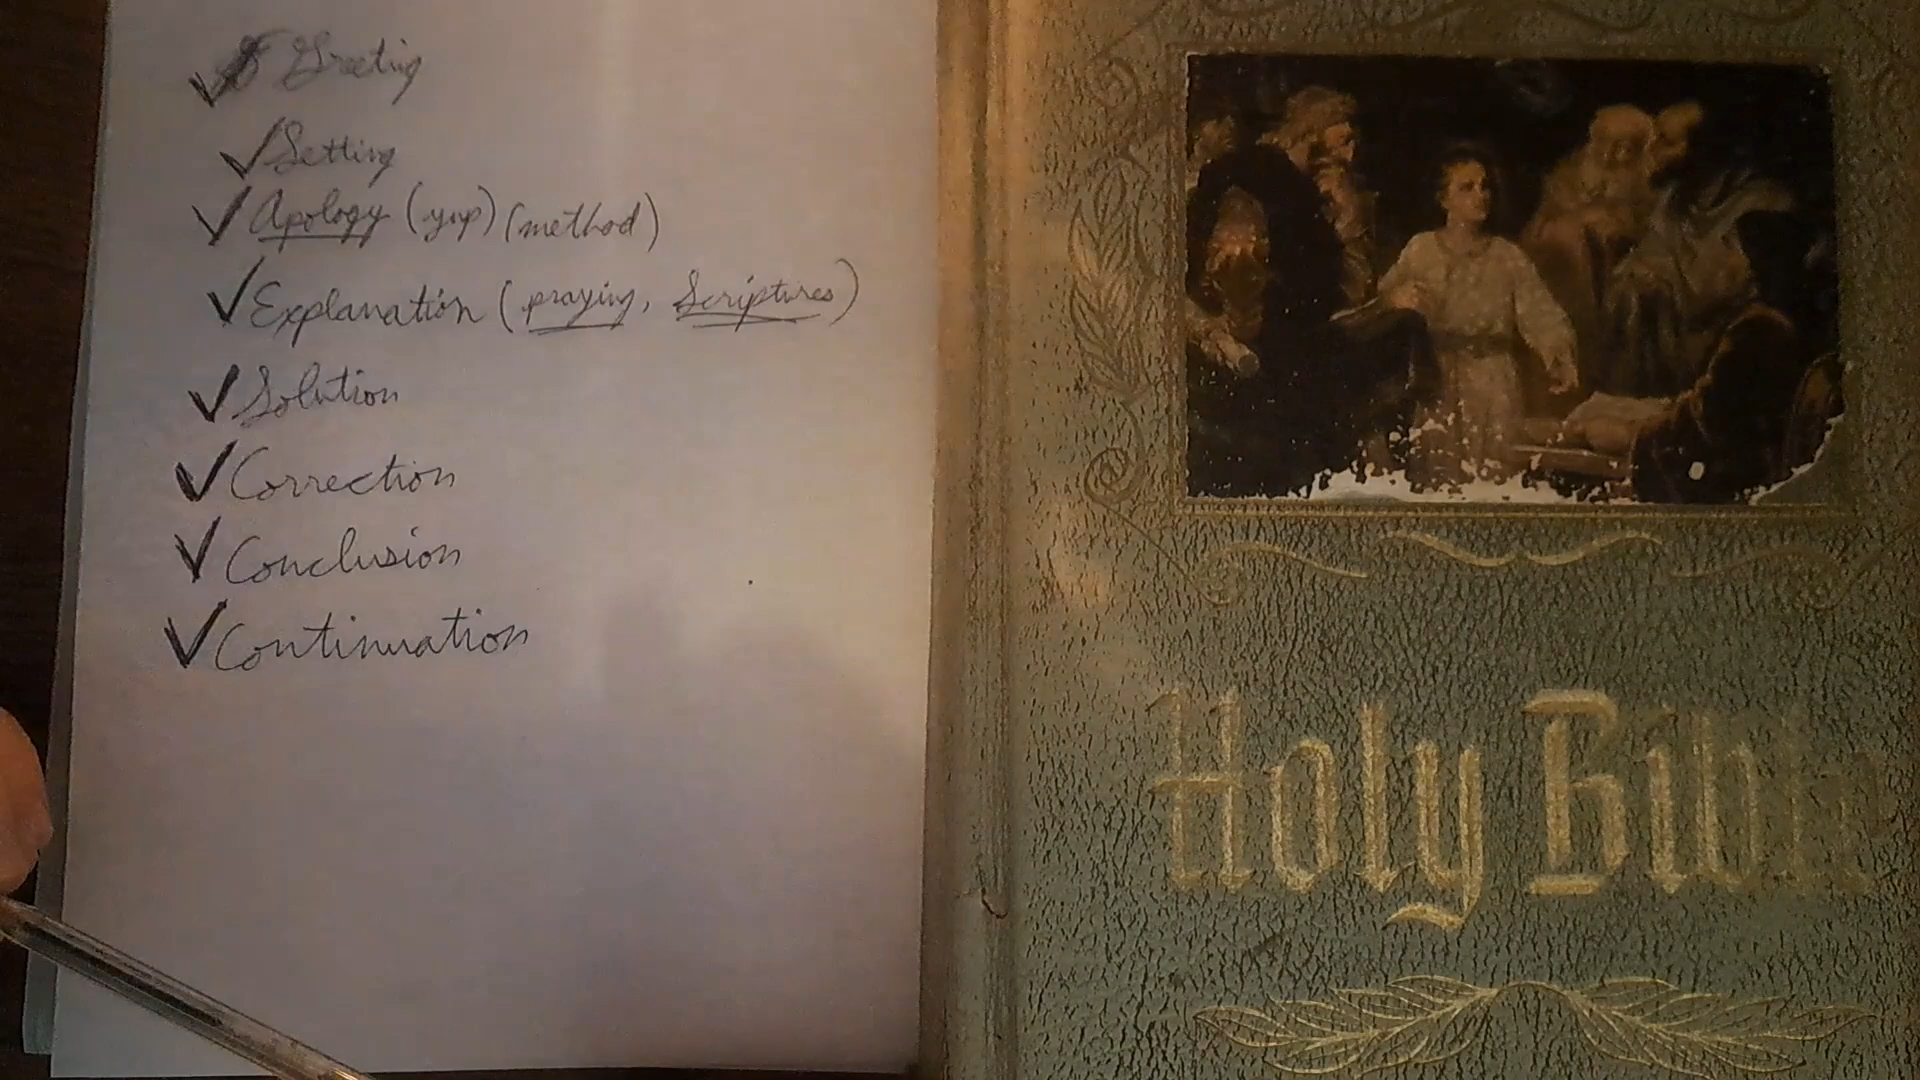 ✓ Greeting
✓ Setting
✓ Apology (yup) (method)
✓ Explanation (praying, Scriptures)
✓ Solution
✓ Correction
✓ Conclusion
✓ Continuation
Holy Bible